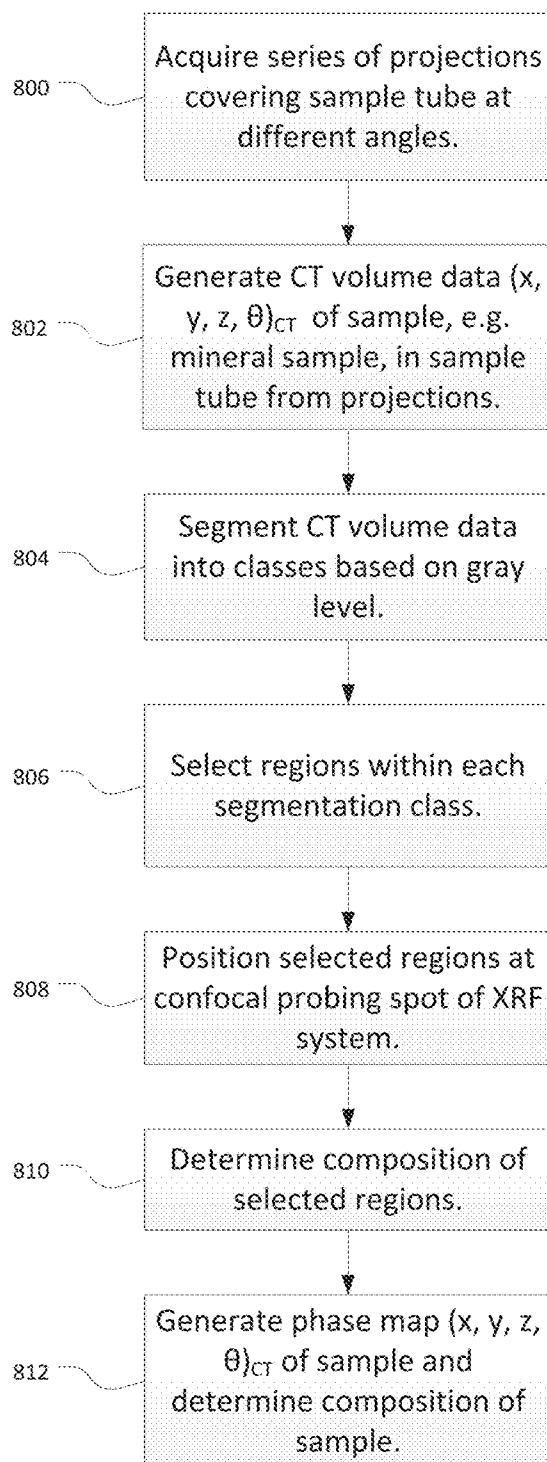 800
Acquire series of projections
covering sample tube at
different angles.
802
Generate CT volume data (x,
y, z, θ)CT of sample, e.g.
mineral sample, in sample
tube from projections.
804
Segment CT volume data
into classes based on gray
level.
806
Select regions within each
segmentation class.
808
Position selected regions at
confocal probing spot of XRF
system.
810
Determine composition of
selected regions.
812
Generate phase map (x, y, z,
θ)CT of sample and
determine composition of
sample.